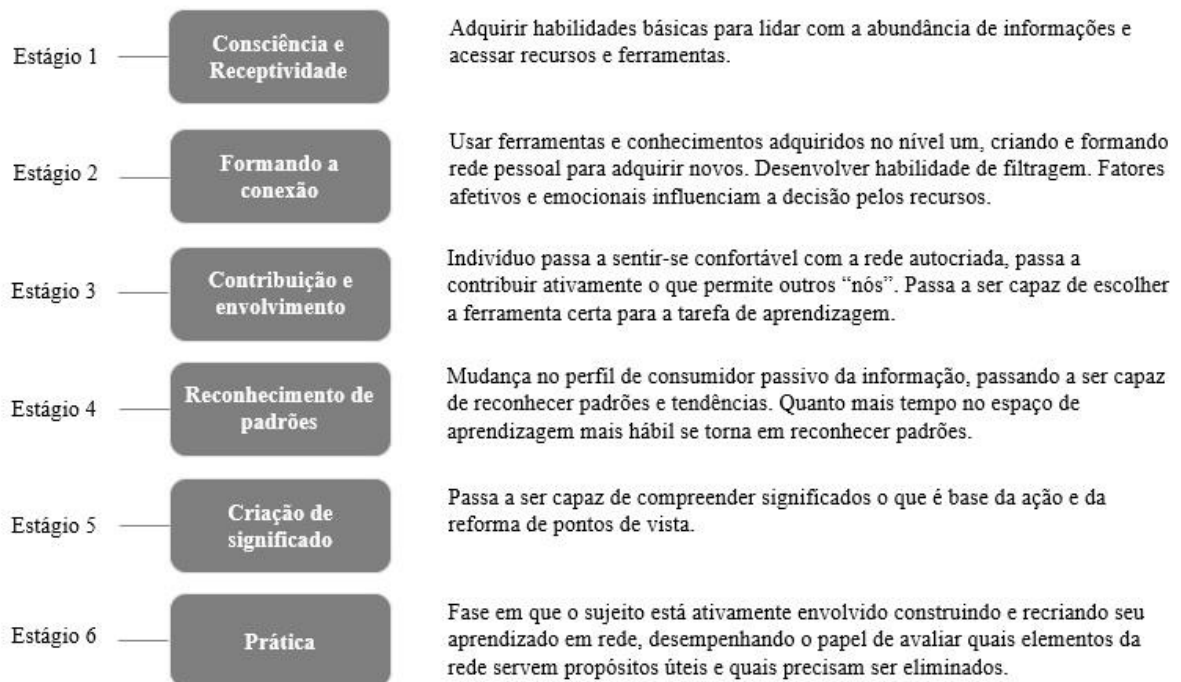 Estágio 1
Consciência e
Receptividade
Adquirir habilidades básicas para lidar com a abundância de informações e
acessar recursos e ferramentas.
Estágio 2
Formando a
conexão
Usar ferramentas e conhecimentos adquiridos no nível um, criando e formando
rede pessoal para adquirir novos. Desenvolver habilidade de filtragem. Fatores
afetivos e emocionais influenciam a decisão pelos recursos.
Estágio 3
Contribuição e
envolvimento
Indivíduo passa a sentir-se confortável com a rede autocriada, passa a
contribuir ativamente o que permite outros “nós”. Passa a ser capaz de escolher
a ferramenta certa para a tarefa de aprendizagem.
Estágio 4
Reconhecimento de
padrões
Mudança no perfil de consumidor passivo da informação, passando a ser capaz
de reconhecer padrões e tendências. Quanto mais tempo no espaço de
aprendizagem mais hábil se torna em reconhecer padrões.
Estágio 5
Criação de
significado
Passa a ser capaz de compreender significados o que é base da ação e da
reforma de pontos de vista.
Estágio 6
Prática
Fase em que o sujeito está ativamente envolvido construindo e recriando seu
aprendizado em rede, desempenhando o papel de avaliar quais elementos da
rede servem propósitos úteis e quais precisam ser eliminados.